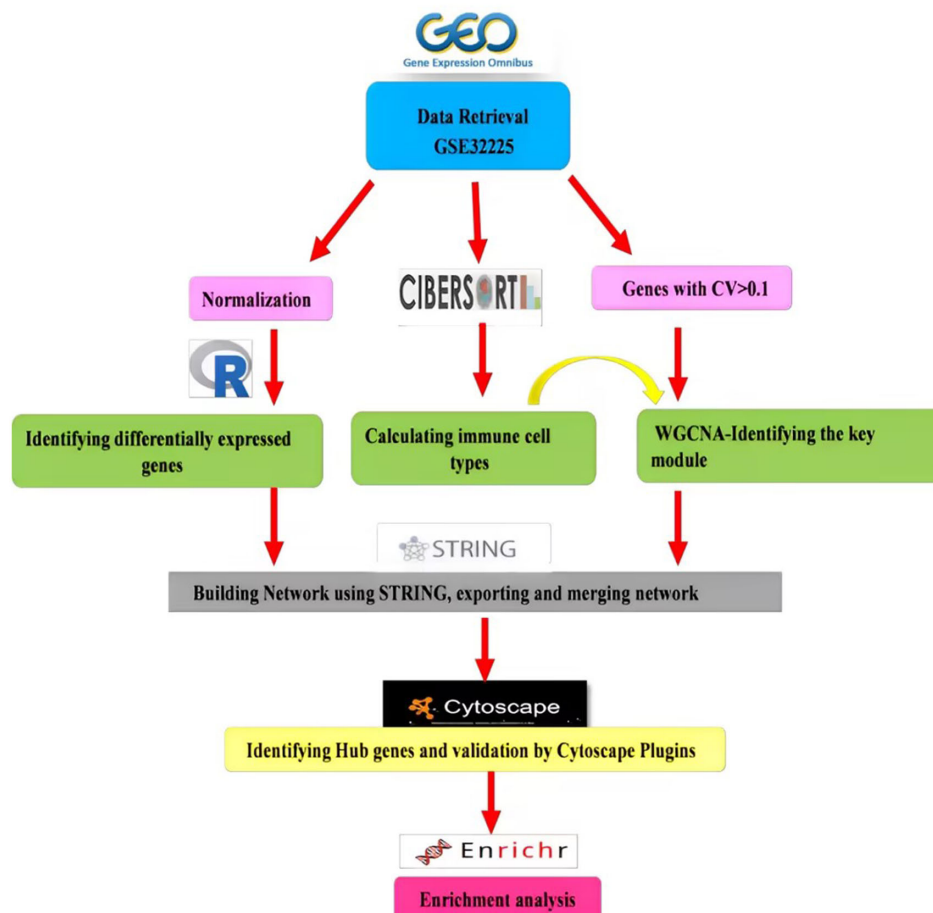 GEO
Gene Expression Omnibus
Data Retrieval
GSE32225
Normalization
CIBERSORT
Genes with CV>0.1
R
Identifying differentially expressed
genes
Calculating immune cell
types
WGCNA-Identifying the key
module
STRING
Building Network using STRING, exporting and merging network
Cytoscape
Identifying Hub genes and validation by Cytoscape Plugins
Enrichr
Enrichment analysis